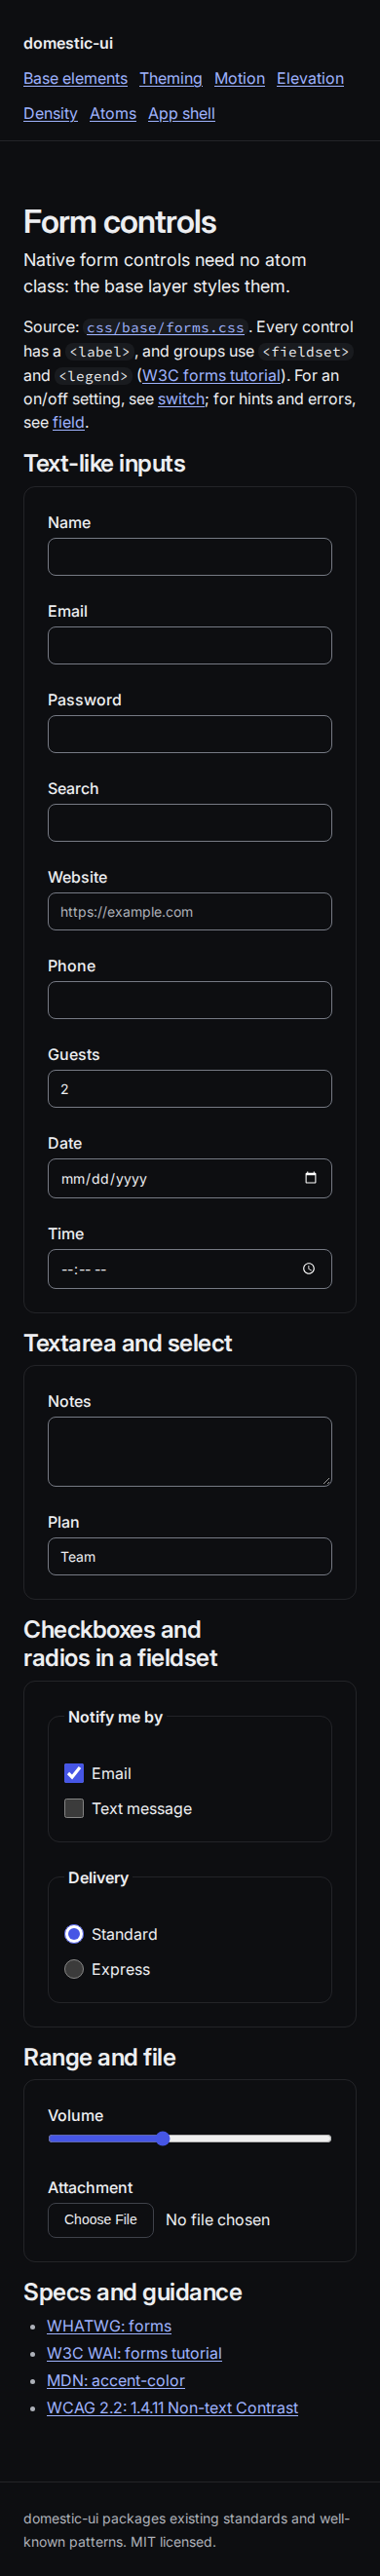 domestic-ui
Base elements Theming Motion Elevation
Density Atoms App shell
Form controls
Native form controls need no atom
class: the base layer styles them.
Source: css/base/forms.css. Every control
has a <label>, and groups use <fieldset>
and <legend> (W3C forms tutorial). For an
on/off setting, see switch; for hints and errors,
see field.
Text-like inputs
Name
Email
Password
Search
Website
https://example.com
Phone
Guests
2
Date
mm/dd/yyyy
Time
--:-- --
Textarea and select
Notes
Plan
Team
Checkboxes and
radios in a fieldset
Notify me by
Email
Text message
Delivery
Standard
Express
Range and file
Volume
Attachment
Choose File No file chosen
Specs and guidance
WHATWG: forms
W3C WAI: forms tutorial
MDN: accent-color
WCAG 2.2: 1.4.11 Non-text Contrast
domestic-ui packages existing standards and well-
known patterns. MIT licensed.